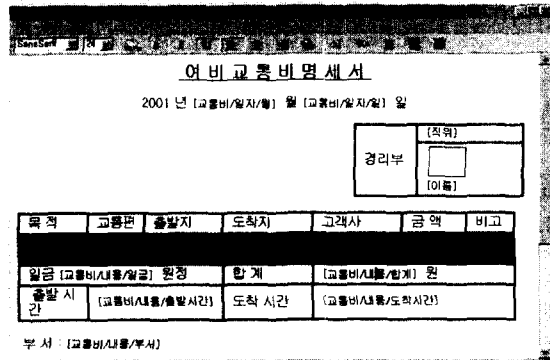 SansSerif
여 비 교 통 비 명 세 서
2001 년 [교통비/일자/월] 월 [교통비/일자/일] 일
경리부
[직위]
[이름]
목 적 교통편 출발지 도착지 고객사 금 액 비고
일금 [교통비/내용/일금] 원정 합 계 [교통비/내용/합계] 원
출발 시간 [교통비/내용/출발시간] 도착 시간 [교통비/내용/도착시간]
부 서 : [교통비/내용/부서]